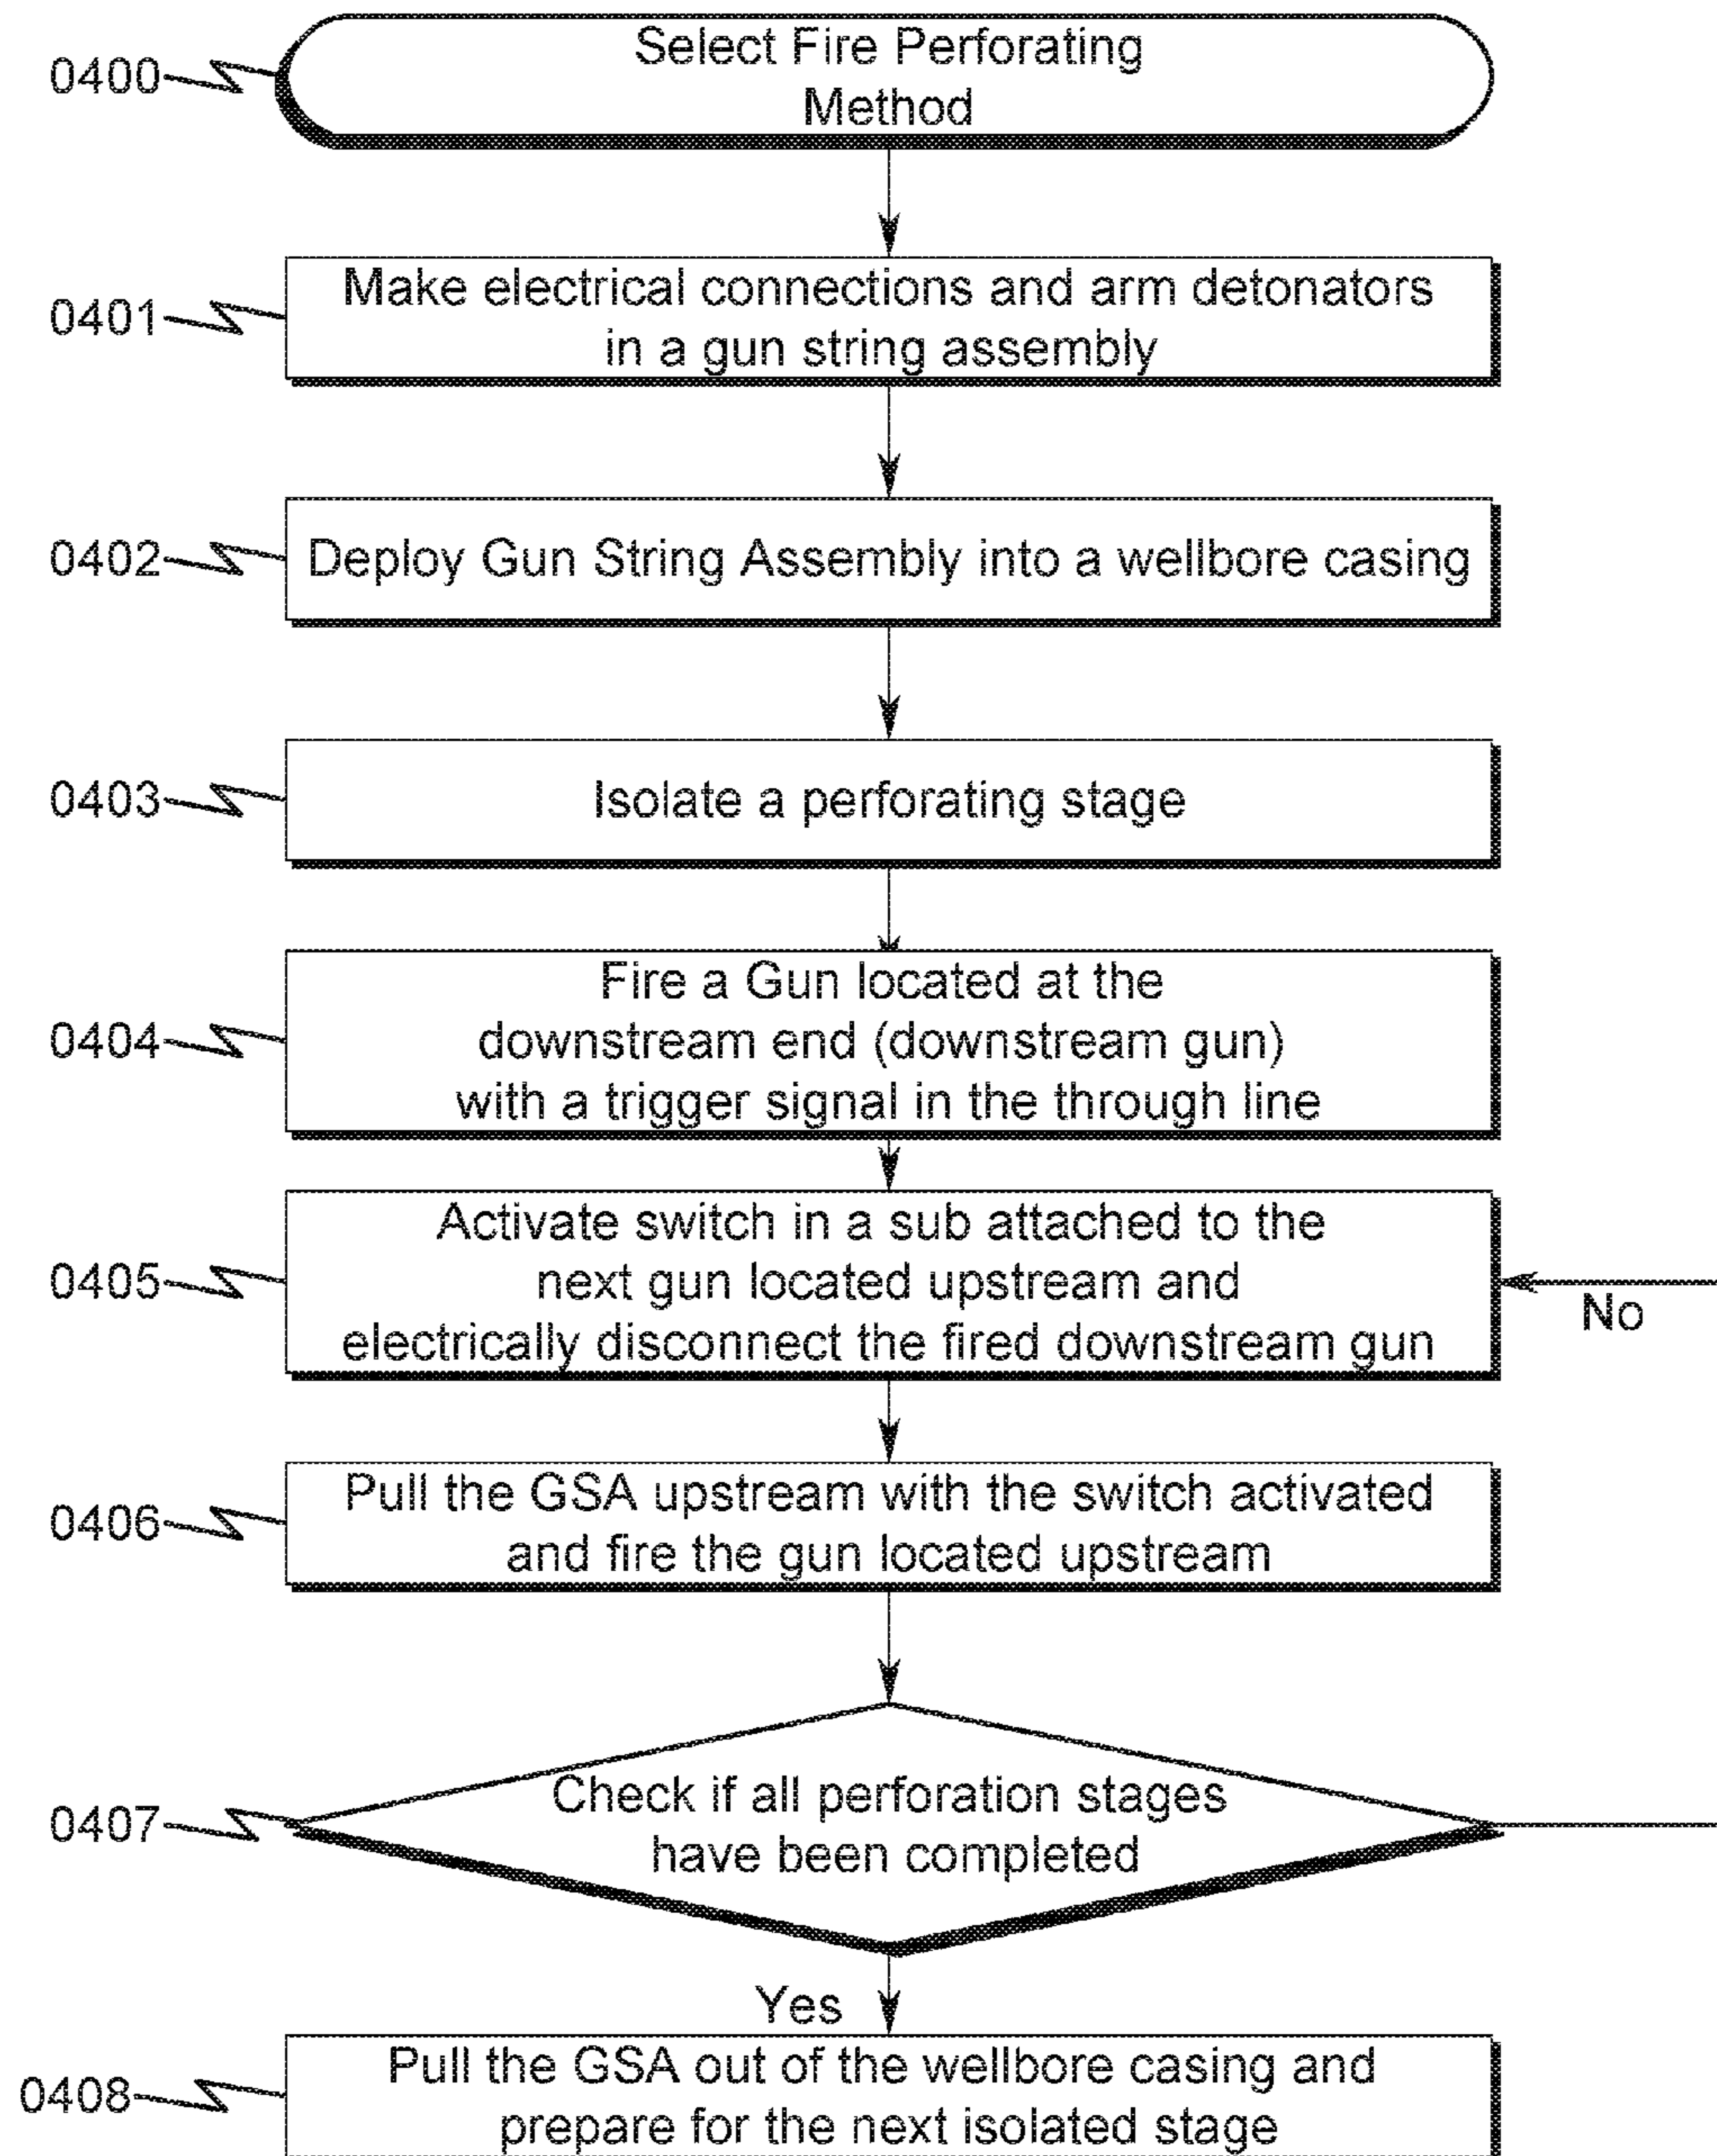 0400
Select Fire Perforating
Method
0401
Make electrical connections and arm detonators
in a gun string assembly
0402
Deploy Gun String Assembly into a wellbore casing
0403
Isolate a perforating stage
0404
Fire a Gun located at the
downstream end (downstream gun)
with a trigger signal in the through line
0405
Activate switch in a sub attached to the
next gun located upstream and
electrically disconnect the fired downstream gun
No
0406
Pull the GSA upstream with the switch activated
and fire the gun located upstream
0407
Check if all perforation stages
have been completed
Yes
0408
Pull the GSA out of the wellbore casing and
prepare for the next isolated stage